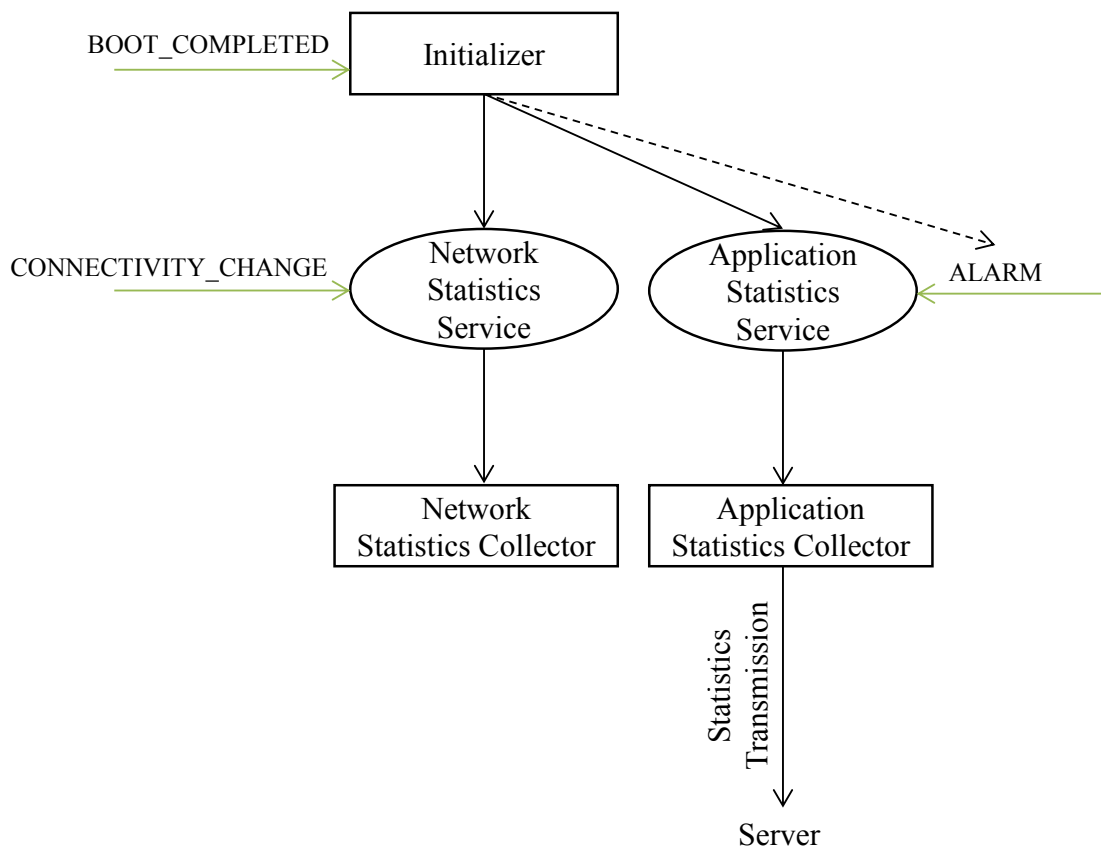 BOOT_COMPLETED
Initializer
CONNECTIVITY_CHANGE
Network
Statistics
Service
Application
Statistics
Service
ALARM
Network
Statistics Collector
Application
Statistics Collector
Statistics
Transmission
Server